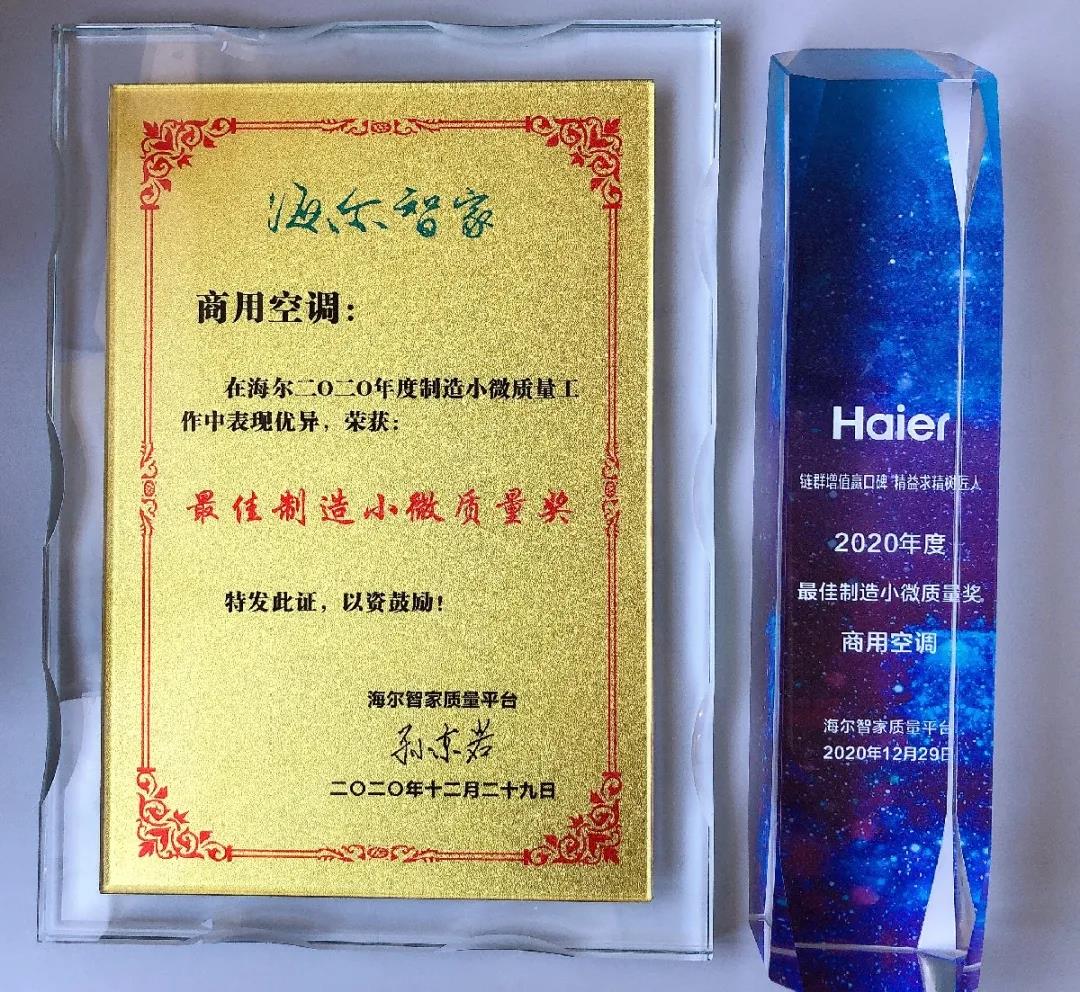 海尔智家
商用空调：
在海尔二〇二〇年度制造小微质量工
作中表现优异，荣获：
最佳制造小微质量奖
特发此证，以资鼓励！
海尔智家质量平台
孙京若
二〇二〇年十二月二十九日
Haier
链群增值赢口碑 精益求精树匠人
2020年度
最佳制造小微质量奖
商用空调
海尔智家质量平台
2020年12月29日